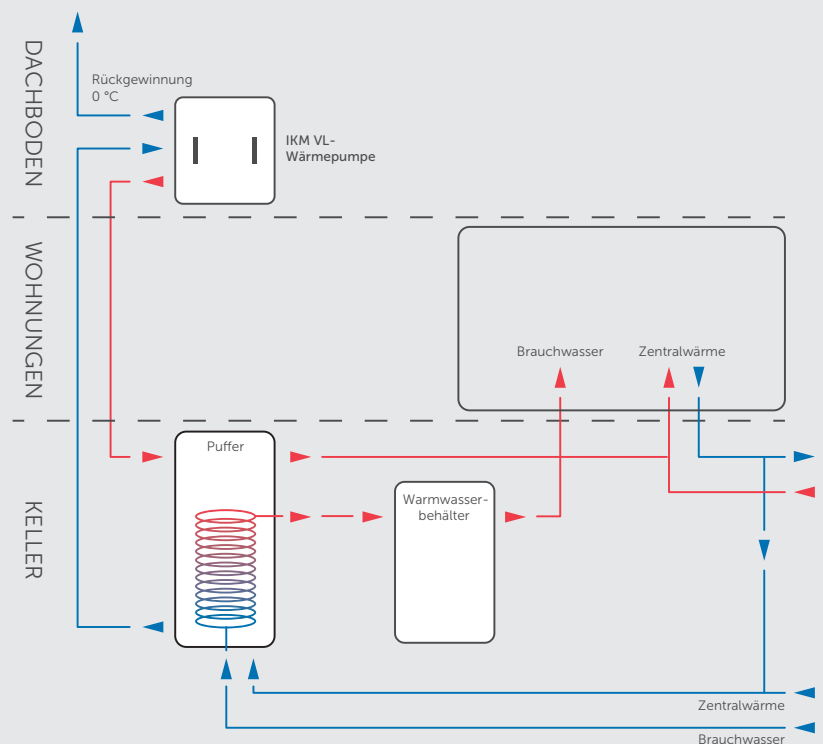 DACHBODEN
Rückgewinnung
0 °C
IKM VL-
Wärmepumpe
WOHNUNGEN
Brauchwasser
Zentralwärme
KELLER
Puffer
Warmwasser-
behälter
Zentralwärme
Brauchwasser